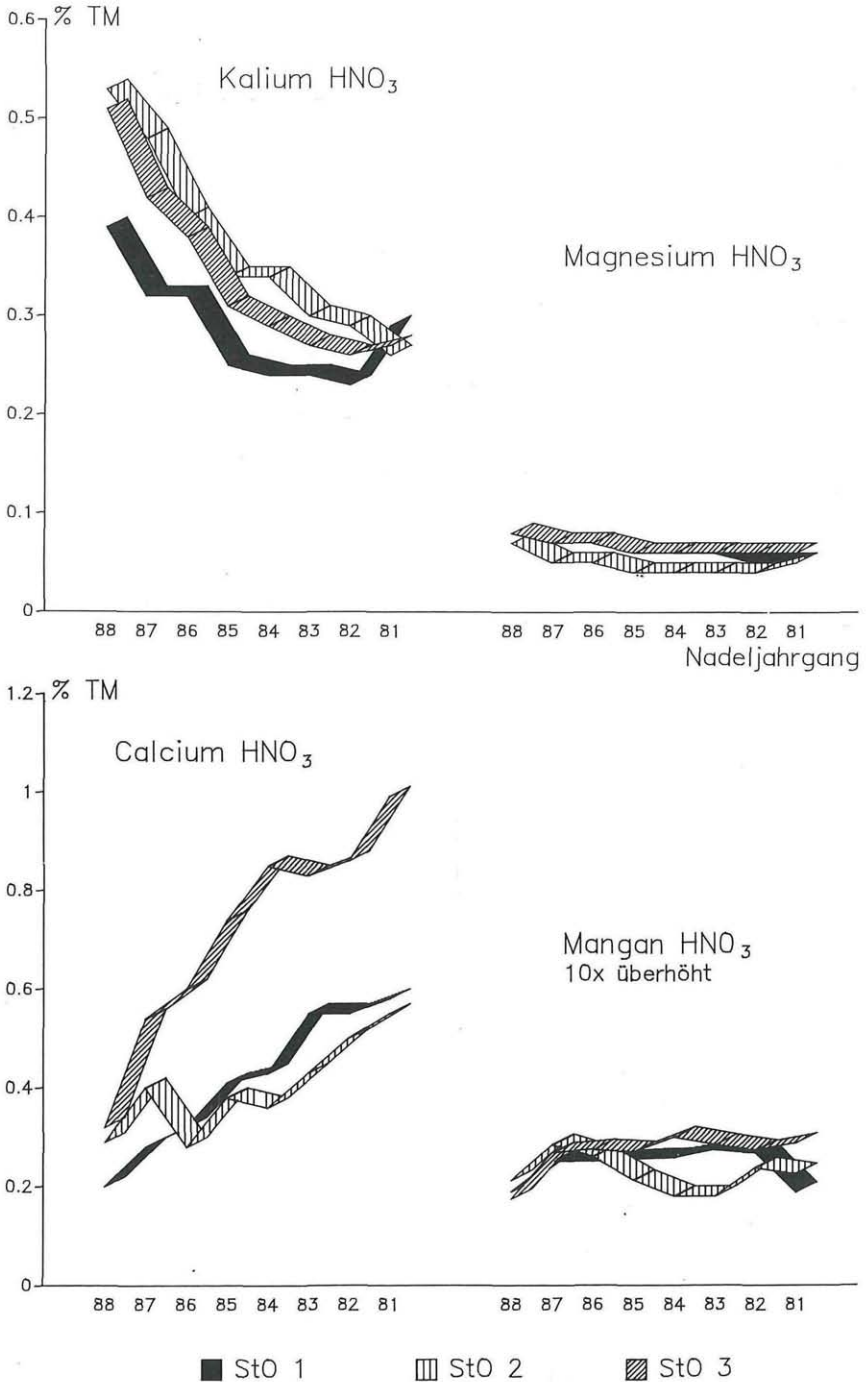 % TM
0.6
Kalium HNO₃
0.5
0.4
Magnesium HNO₃
0.3
0.2
0.1
0
88 87 86 85 84 83 82 81 88 87 86 85 84 83 82 81
Nadeljahrgang
% TM
1.2
Calcium HNO₃
1
0.8
Mangan HNO₃
10x überhöht
0.6
0.4
0.2
0
88 87 86 85 84 83 82 81 88 87 86 85 84 83 82 81
StO 1 StO 2 StO 3